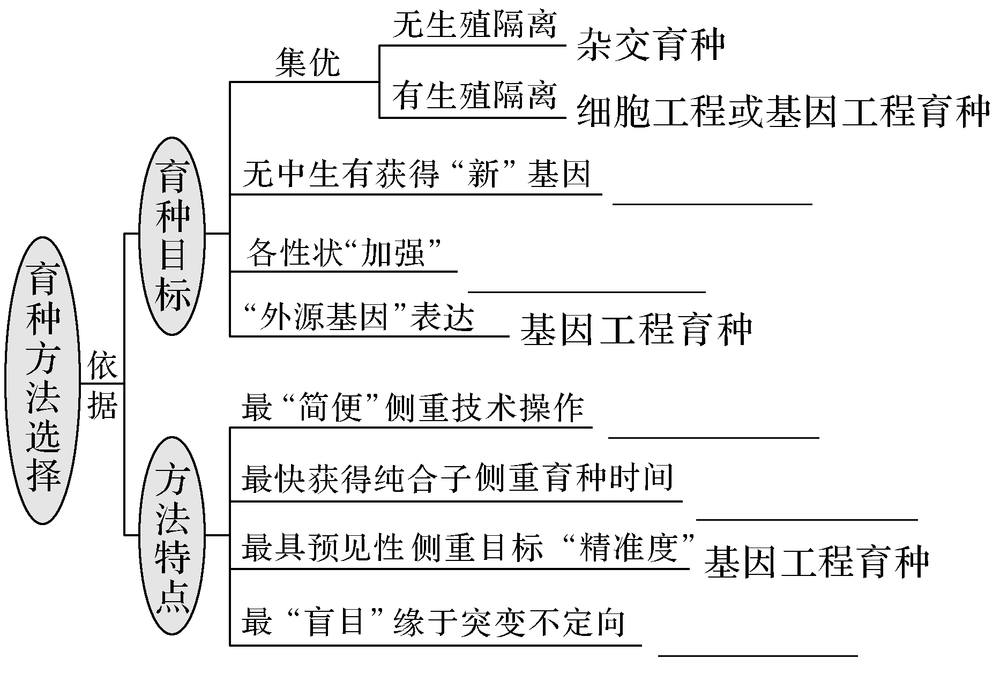 育种方法选择
依据
育种目标
集优
无生殖隔离
杂交育种
有生殖隔离
细胞工程或基因工程育种
无中生有获得“新”基因
各性状“加强”
“外源基因”表达
基因工程育种
方法特点
最“简便”侧重技术操作
最快获得纯合子侧重育种时间
最具预见性侧重目标“精准度”
基因工程育种
最“盲目”缘于突变不定向